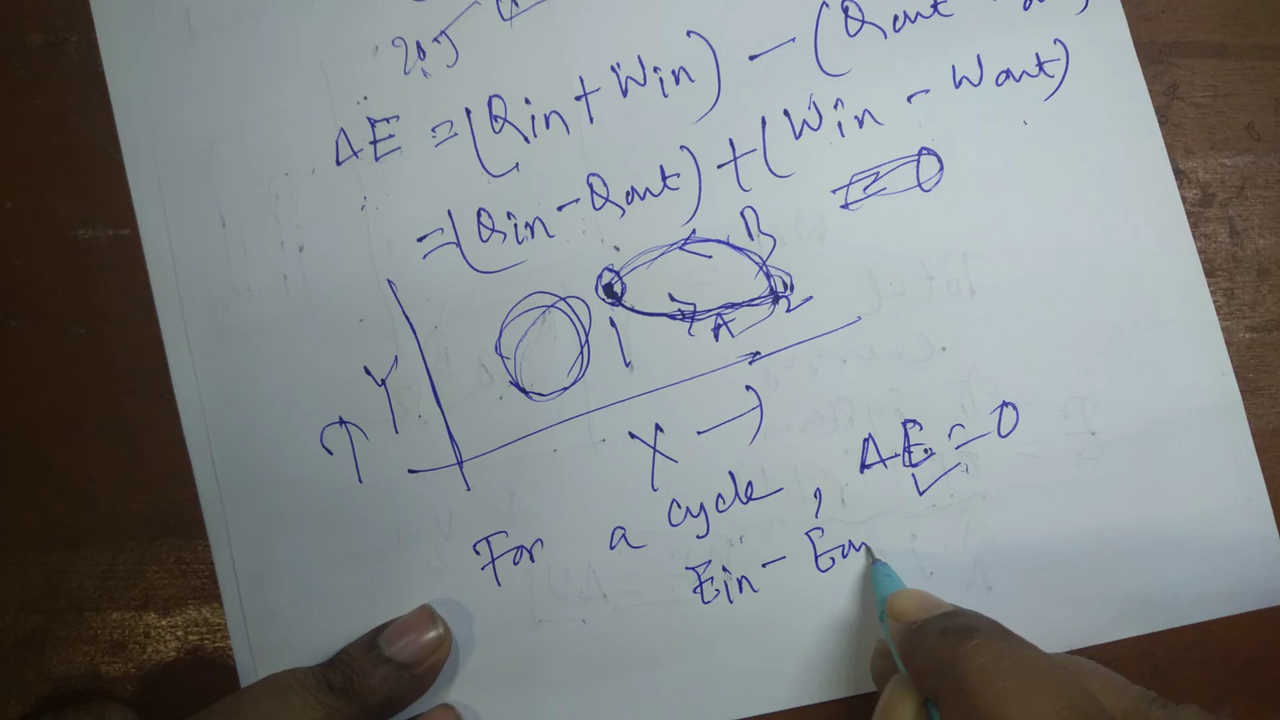 20J
ΔE = (Qin + Win) - (Qout
= (Qin - Qout) + (Win - Wout)
= 0
B
1
A
2
Y
X
For a cycle, ΔE = 0
Ein - Eou